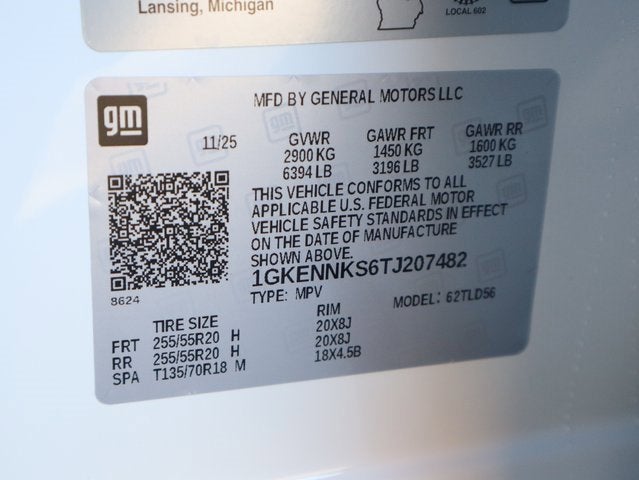 Lansing, Michigan
LOCAL 602
gm
MFD BY GENERAL MOTORS LLC
11/25
GVWR GAWR FRT GAWR RR
2900 KG 1450 KG 1600 KG
6394 LB 3196 LB 3527 LB
THIS VEHICLE CONFORMS TO ALL
APPLICABLE U.S. FEDERAL MOTOR
VEHICLE SAFETY STANDARDS IN EFFECT
ON THE DATE OF MANUFACTURE
SHOWN ABOVE.
1GKENNKS6TJ207482
8624
TYPE: MPV MODEL: 62TLD56
TIRE SIZE RIM
FRT 255/55R20 H 20X8J
RR 255/55R20 H 20X8J
SPA T135/70R18 M 18X4.5B